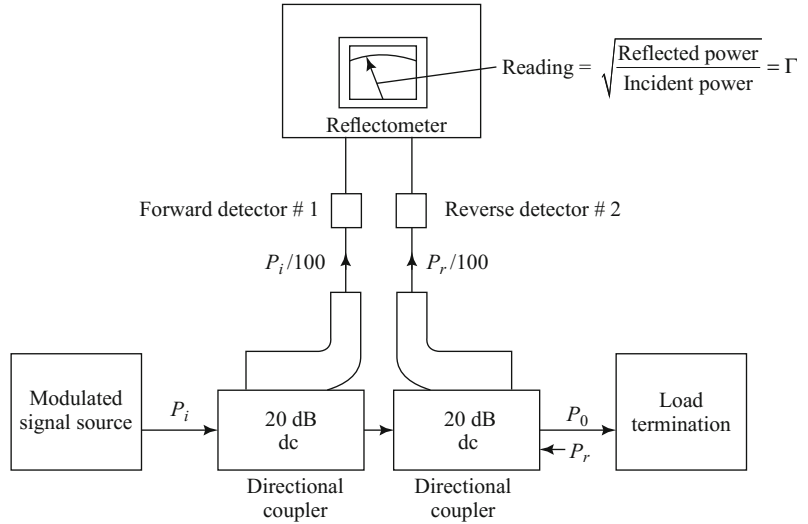 Reading = √(Reflected power / Incident power) = Γ
Reflectometer
Forward detector # 1
Reverse detector # 2
P_i/100
P_r/100
Modulated
signal source
P_i
20 dB
dc
20 dB
dc
P_0
P_r
Load
termination
Directional
coupler
Directional
coupler